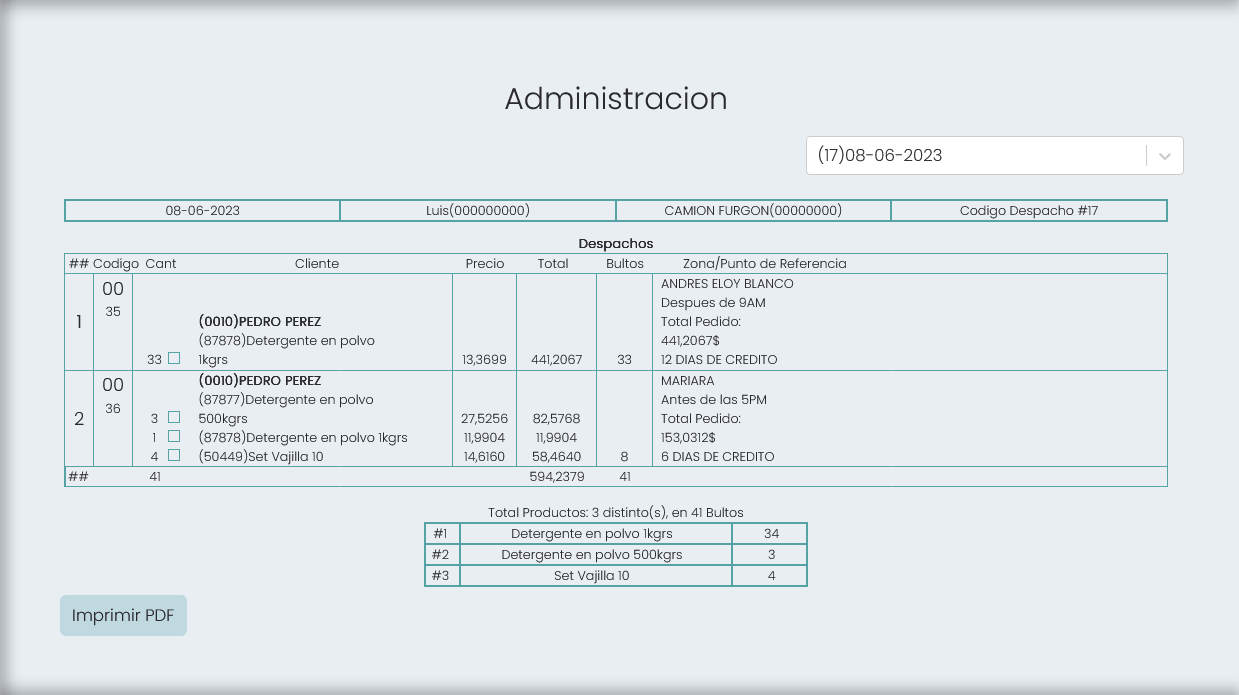 Administracion
(17)08-06-2023
08-06-2023 Luis(000000000) CAMION FURGON(00000000) Codigo Despacho #17
Despachos
## Codigo Cant Cliente Precio Total Bultos Zona/Punto de Referencia
00 ANDRES ELOY BLANCO
35 Despues de 9AM
1 (0010)PEDRO PEREZ Total Pedido:
(87878)Detergente en polvo 441,2067$
33 1kgrs 13,3699 441,2067 33 12 DIAS DE CREDITO
00 (0010)PEDRO PEREZ MARIARA
36 (87877)Detergente en polvo Antes de las 5PM
2 3 500kgrs 27,5256 82,5768 Total Pedido:
1 (87878)Detergente en polvo 1kgrs 11,9904 11,9904 153,0312$
4 (50449)Set Vajilla 10 14,6160 58,4640 8 6 DIAS DE CREDITO
## 41 594,2379 41
Total Productos: 3 distinto(s), en 41 Bultos
#1 Detergente en polvo 1kgrs 34
#2 Detergente en polvo 500kgrs 3
#3 Set Vajilla 10 4
Imprimir PDF